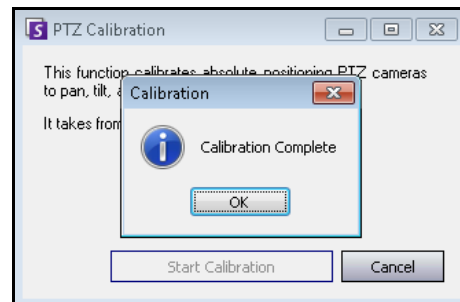 PTZ Calibration
This function calibrates absolute positioning PTZ cameras
to pan, tilt,
It takes from
Calibration
Calibration Complete
OK
Start Calibration
Cancel